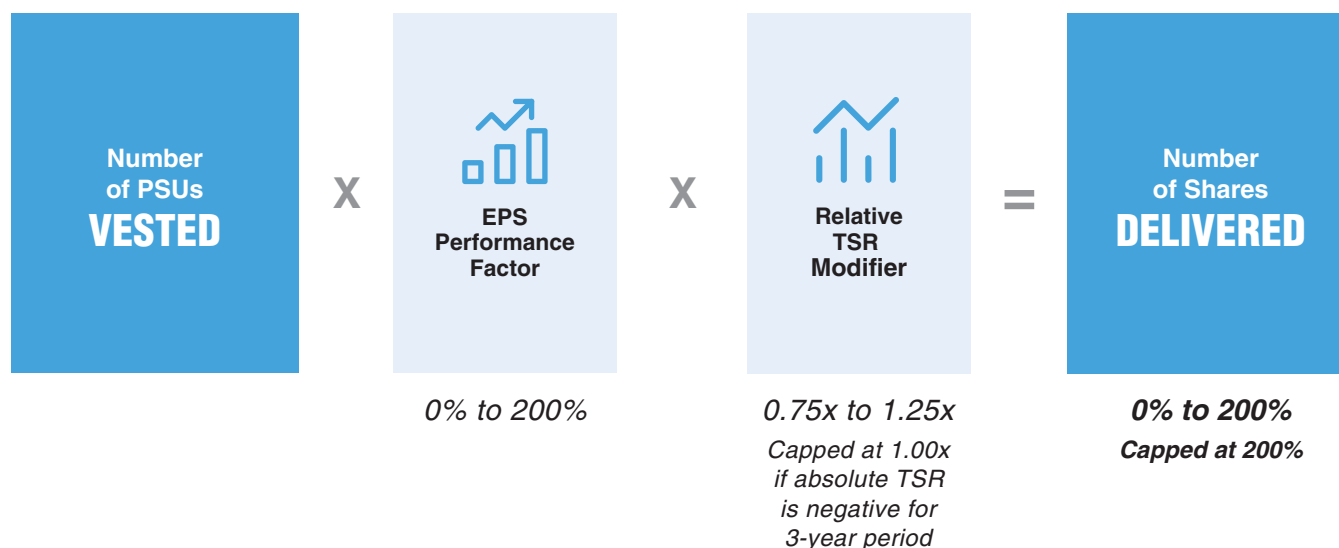 Number
of PSUs
VESTED
X
EPS
Performance
Factor
X
Relative
TSR
Modifier
=
Number
of Shares
DELIVERED
0% to 200%
0.75x to 1.25x
Capped at 1.00x
if absolute TSR
is negative for
3-year period
0% to 200%
Capped at 200%